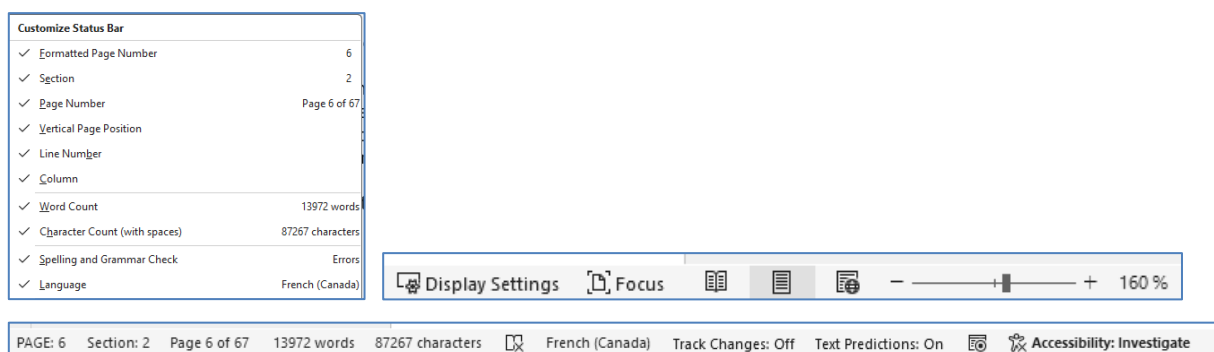 Customize Status Bar
Formatted Page Number 6
Section 2
Page Number Page 6 of 67
Vertical Page Position
Line Number
Column
Word Count 13972 words
Character Count (with spaces) 87267 characters
Spelling and Grammar Check Errors
Language French (Canada)
Display Settings Focus 160 %
PAGE: 6 Section: 2 Page 6 of 67 13972 words 87267 characters French (Canada) Track Changes: Off Text Predictions: On Accessibility: Investigate